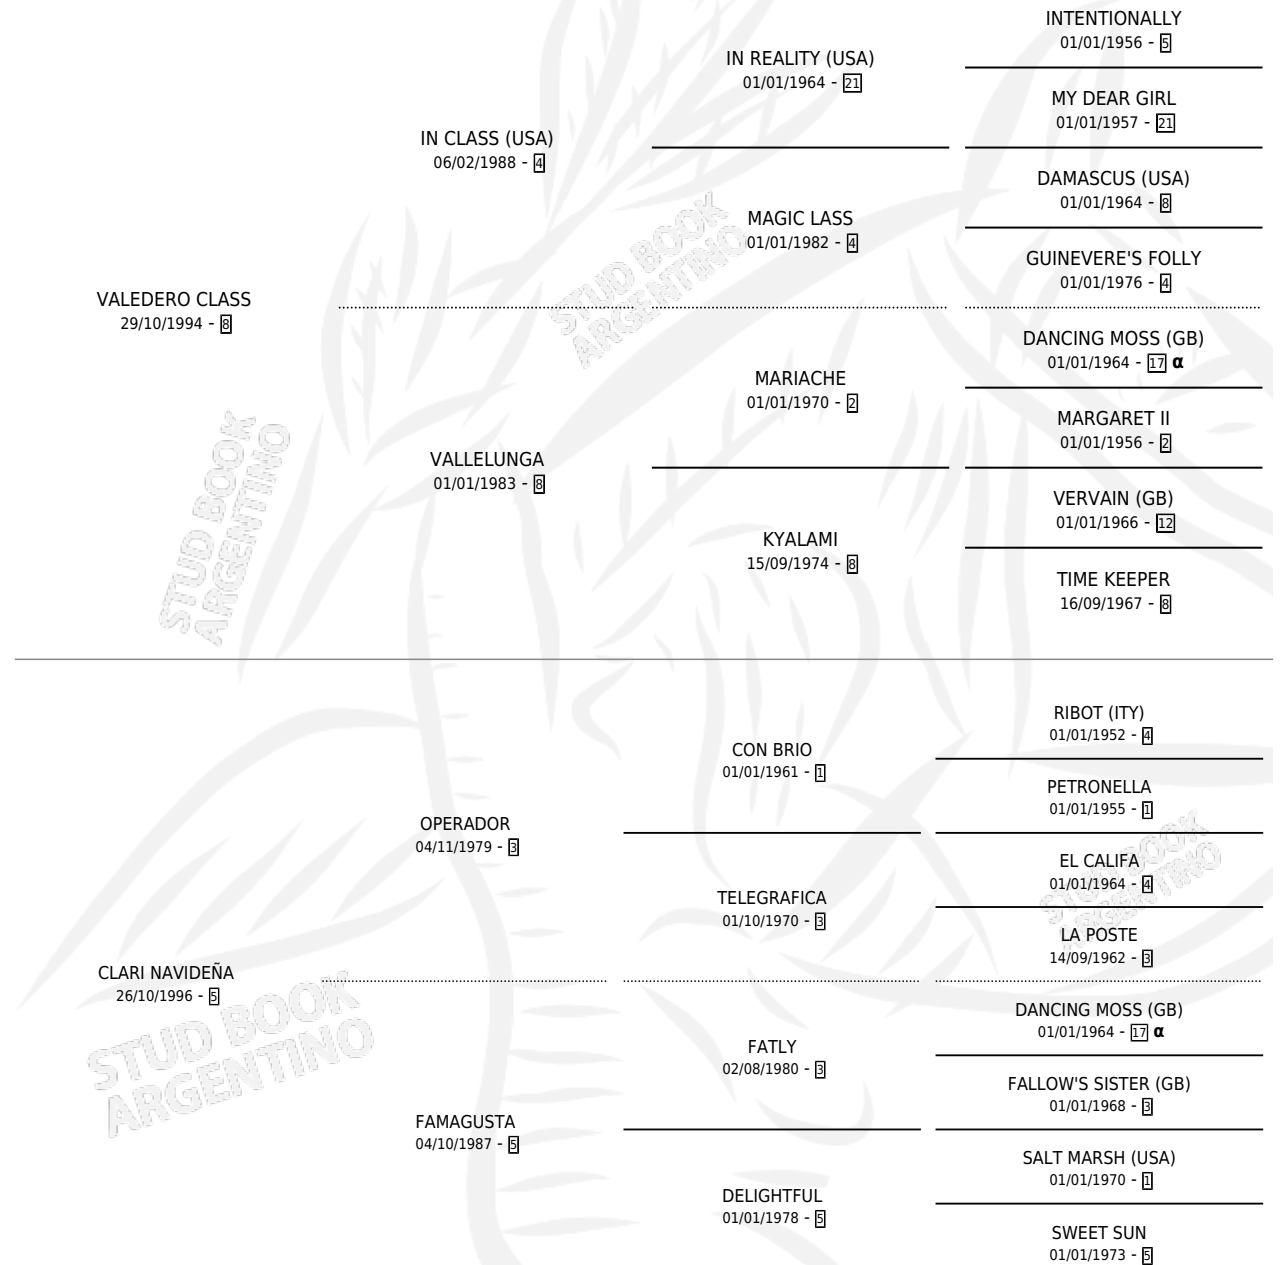 INTENTIONALLY
01/01/1956 - 5
IN REALITY (USA)
01/01/1964 - 21
MY DEAR GIRL
01/01/1957 - 21
IN CLASS (USA)
06/02/1988 - 4
DAMASCUS (USA)
01/01/1964 - 8
MAGIC LASS
01/01/1982 - 4
GUINEVERE'S FOLLY
01/01/1976 - 4
VALEDERO CLASS
29/10/1994 - 8
DANCING MOSS (GB)
01/01/1964 - 17 α
MARIACHE
01/01/1970 - 2
MARGARET II
01/01/1956 - 2
VALLELUNGA
01/01/1983 - 8
VERVAIN (GB)
01/01/1966 - 12
KYALAMI
15/09/1974 - 8
TIME KEEPER
16/09/1967 - 8
RIBOT (ITY)
01/01/1952 - 4
CON BRIO
01/01/1961 - 1
PETRONELLA
01/01/1955 - 1
OPERADOR
04/11/1979 - 3
EL CALIFA
01/01/1964 - 4
TELEGRAFICA
01/10/1970 - 3
LA POSTE
14/09/1962 - 3
CLARI NAVIDEÑA
26/10/1996 - 5
DANCING MOSS (GB)
01/01/1964 - 17 α
FATLY
02/08/1980 - 3
FALLOW'S SISTER (GB)
01/01/1968 - 3
FAMAGUSTA
04/10/1987 - 5
SALT MARSH (USA)
01/01/1970 - 1
DELIGHTFUL
01/01/1978 - 5
SWEET SUN
01/01/1973 - 5
STUD BOOK
ARGENTINO
STUD BOOK
ARGENTINO
STUD BOOK
ARGENTINO
STUD BOOK
ARGENTINO